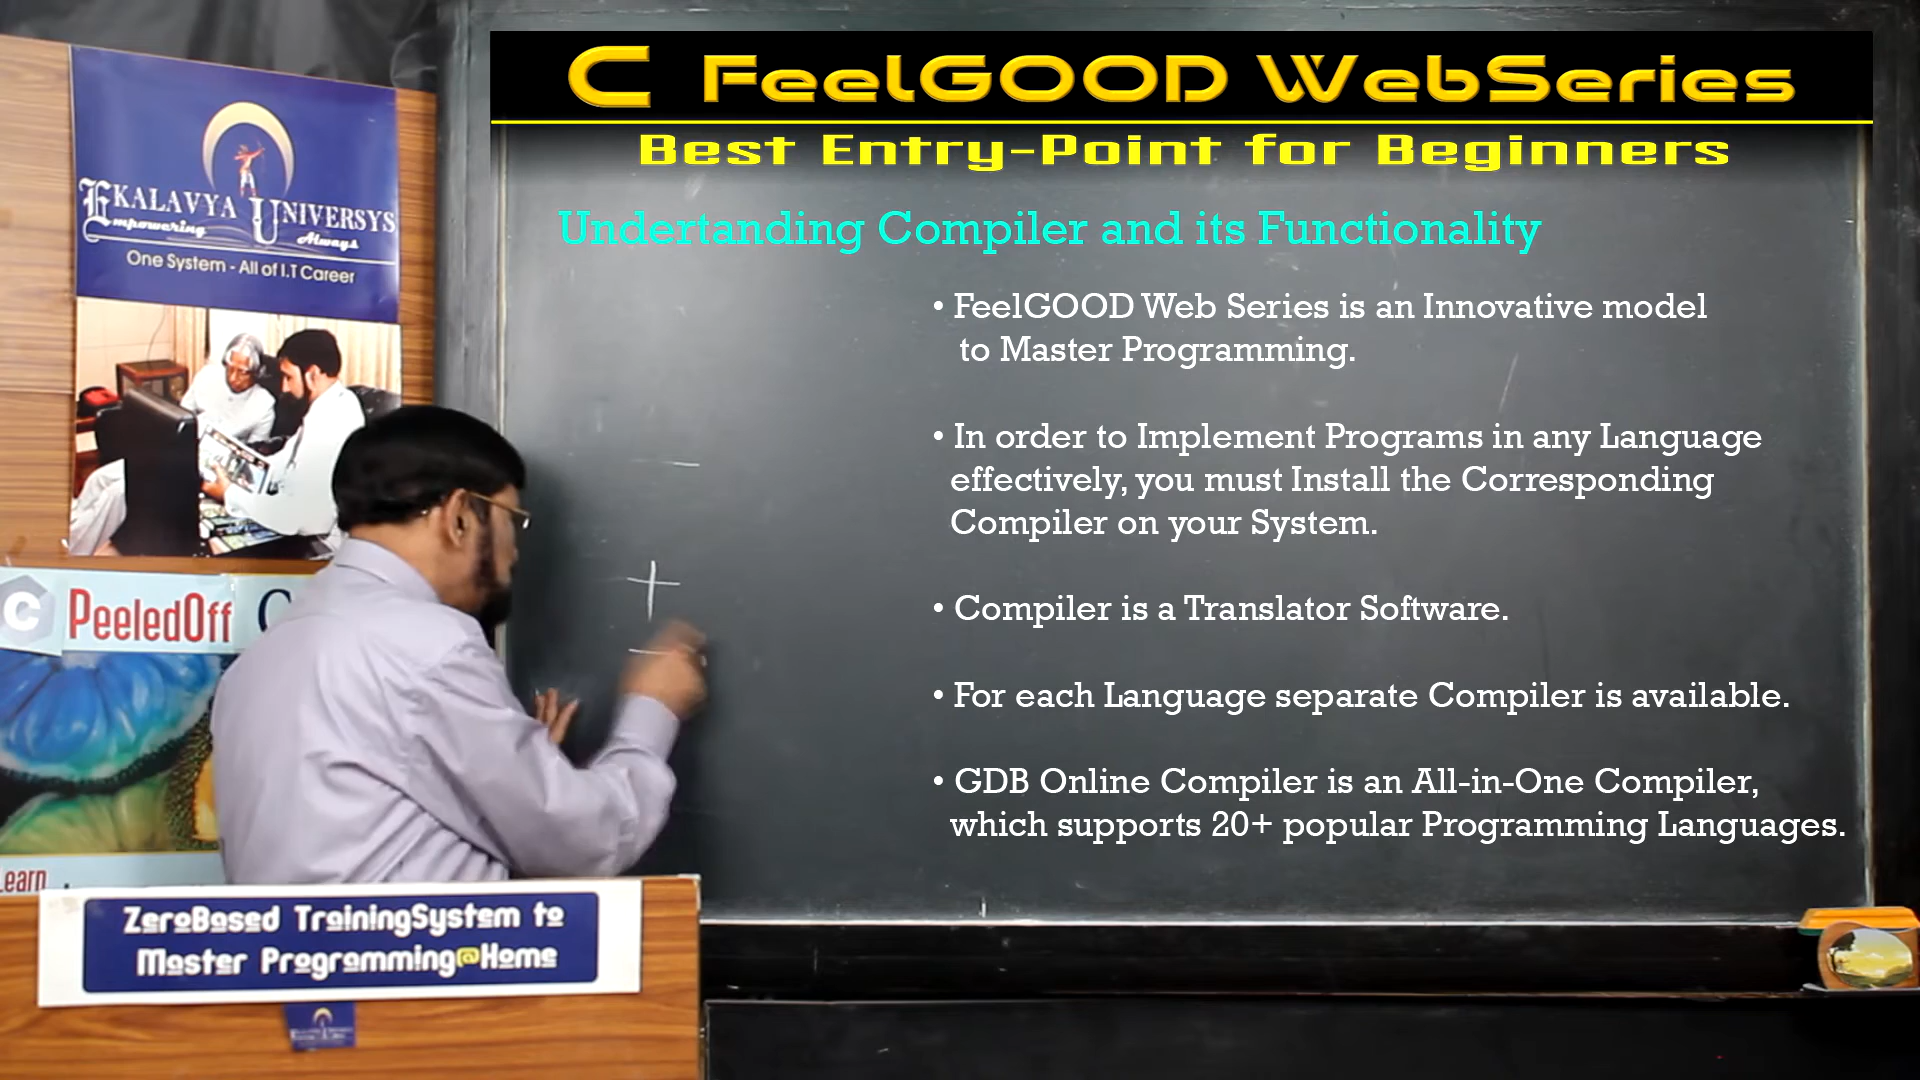 C FeelGOOD WebSeries
Best Entry-Point for Beginners
Undertanding Compiler and its Functionality
• FeelGOOD Web Series is an Innovative model
to Master Programming.
• In order to Implement Programs in any Language
effectively, you must Install the Corresponding
Compiler on your System.
• Compiler is a Translator Software.
• For each Language separate Compiler is available.
• GDB Online Compiler is an All-in-One Compiler,
which supports 20+ popular Programming Languages.
EKALAVYA UNIVERSYS
Empowering Always
One System - All of I.T Career
C PeeledOff C
Learn
ZeroBased TrainingSystem to
Master Programming@Home
+